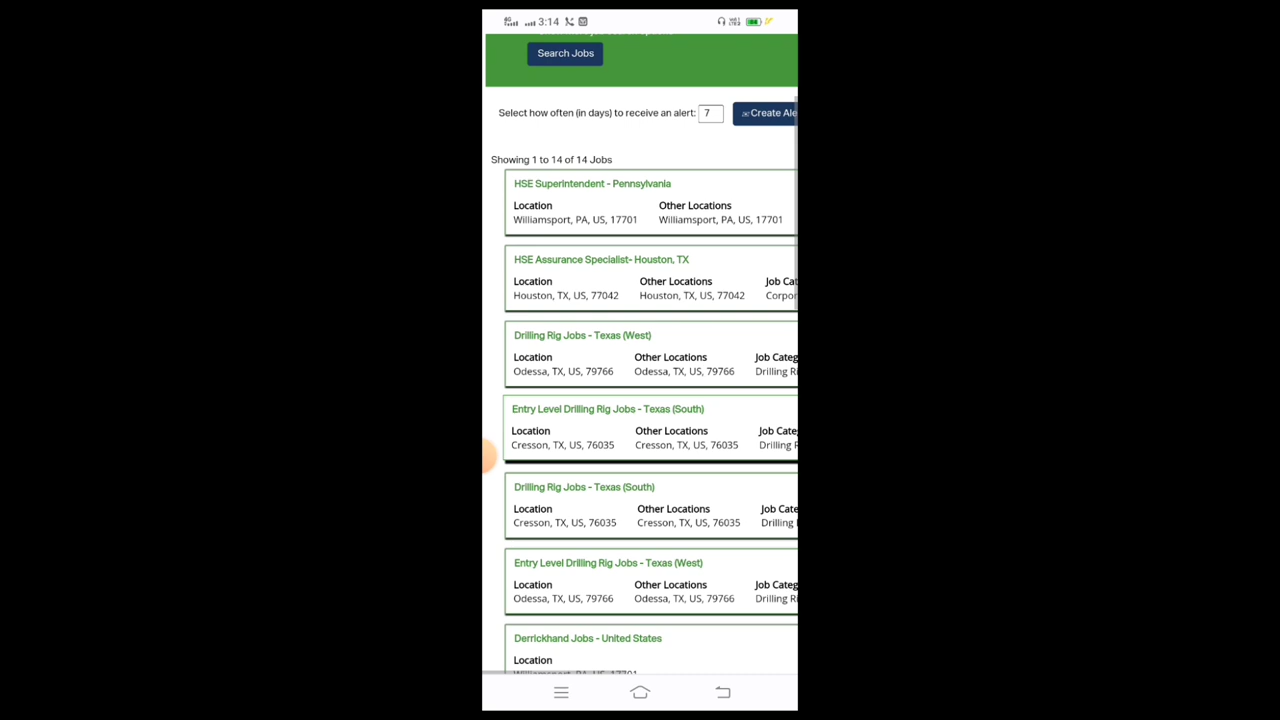 3:14
Search Jobs
Select how often (in days) to receive an alert: 7 Create Ale
Showing 1 to 14 of 14 Jobs
HSE Superintendent - Pennsylvania
Location Other Locations
Williamsport, PA, US, 17701 Williamsport, PA, US, 17701
HSE Assurance Specialist- Houston, TX
Location Other Locations Job Cat
Houston, TX, US, 77042 Houston, TX, US, 77042 Corpor
Drilling Rig Jobs - Texas (West)
Location Other Locations Job Categ
Odessa, TX, US, 79766 Odessa, TX, US, 79766 Drilling Ri
Entry Level Drilling Rig Jobs - Texas (South)
Location Other Locations Job Categ
Cresson, TX, US, 76035 Cresson, TX, US, 76035 Drilling R
Drilling Rig Jobs - Texas (South)
Location Other Locations Job Cate
Cresson, TX, US, 76035 Cresson, TX, US, 76035 Drilling
Entry Level Drilling Rig Jobs - Texas (West)
Location Other Locations Job Categ
Odessa, TX, US, 79766 Odessa, TX, US, 79766 Drilling Ri
Derrickhand Jobs - United States
Location